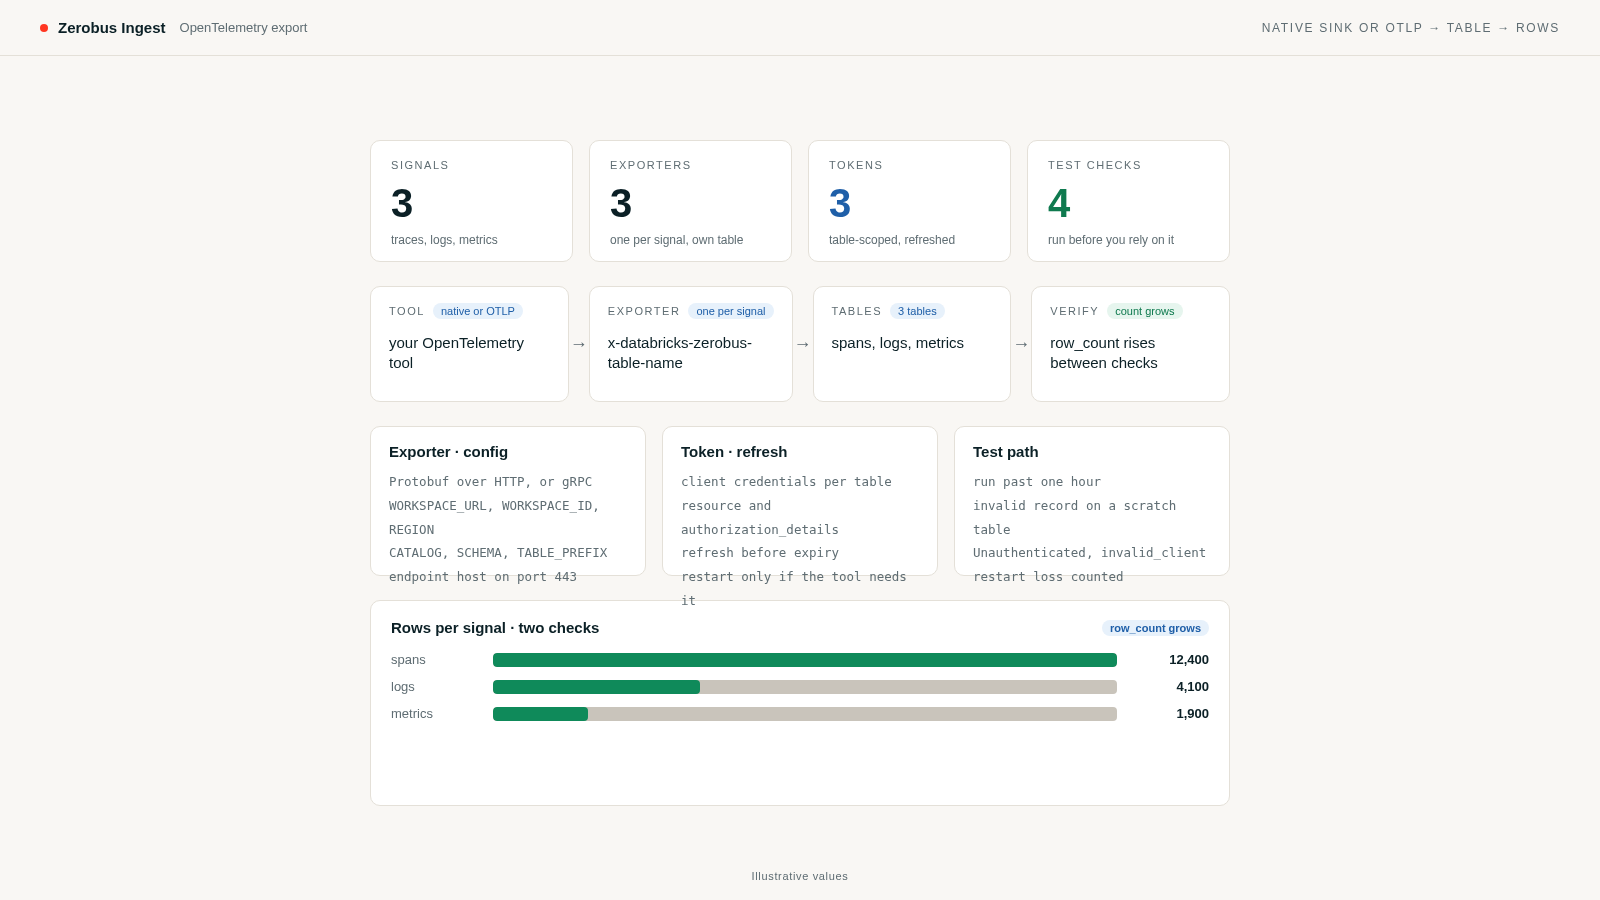 Zerobus Ingest OpenTelemetry export
NATIVE SINK OR OTLP → TABLE → ROWS
SIGNALS
3
traces, logs, metrics
EXPORTERS
3
one per signal, own table
TOKENS
3
table-scoped, refreshed
TEST CHECKS
4
run before you rely on it
TOOL native or OTLP
your OpenTelemetry
tool
→
EXPORTER one per signal
x-databricks-zerobus-
table-name
→
TABLES 3 tables
spans, logs, metrics
→
VERIFY count grows
row_count rises
between checks
Exporter · config
Protobuf over HTTP, or gRPC
WORKSPACE_URL, WORKSPACE_ID,
REGION
CATALOG, SCHEMA, TABLE_PREFIX
endpoint host on port 443
Token · refresh
client credentials per table
resource and
authorization_details
refresh before expiry
restart only if the tool needs
it
Test path
run past one hour
invalid record on a scratch
table
Unauthenticated, invalid_client
restart loss counted
Rows per signal · two checks
row_count grows
spans 12,400
logs 4,100
metrics 1,900
Illustrative values